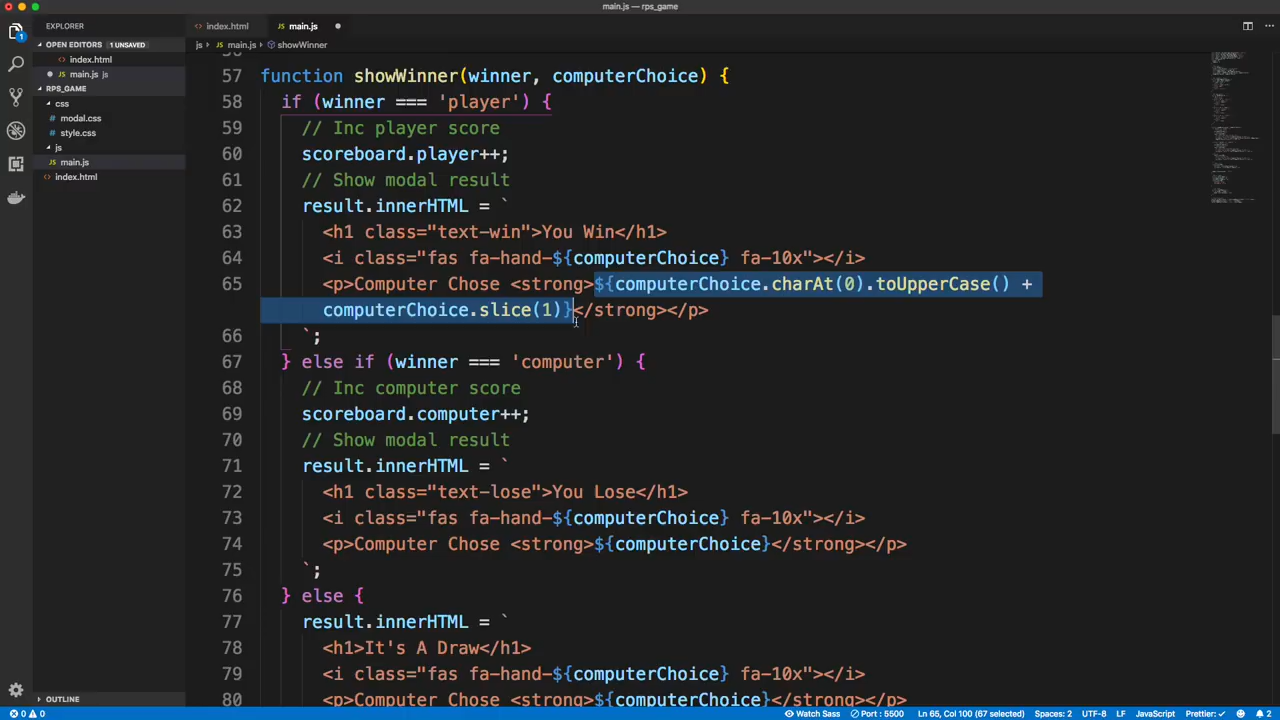 main.js — rps_game
EXPLORER
OPEN EDITORS 1 UNSAVED
index.html
main.js js
RPS_GAME
css
modal.css
style.css
js
main.js
index.html
OUTLINE
index.html
main.js
js main.js showWinner
57 function showWinner(winner, computerChoice) {
58 if (winner === 'player') {
59 // Inc player score
60 scoreboard.player++;
61 // Show modal result
62 result.innerHTML = `
63 <h1 class="text-win">You Win</h1>
64 <i class="fas fa-hand-${computerChoice} fa-10x"></i>
65 <p>Computer Chose <strong>${computerChoice.charAt(0).toUpperCase() +
computerChoice.slice(1)}</strong></p>
66 `;
67 } else if (winner === 'computer') {
68 // Inc computer score
69 scoreboard.computer++;
70 // Show modal result
71 result.innerHTML = `
72 <h1 class="text-lose">You Lose</h1>
73 <i class="fas fa-hand-${computerChoice} fa-10x"></i>
74 <p>Computer Chose <strong>${computerChoice}</strong></p>
75 `;
76 } else {
77 result.innerHTML = `
78 <h1>It's A Draw</h1>
79 <i class="fas fa-hand-${computerChoice} fa-10x"></i>
80 <p>Computer Chose <strong>${computerChoice}</strong></p>
0 0 Watch Sass Port : 5500 Ln 65, Col 100 (67 selected) Spaces: 2 UTF-8 LF JavaScript Prettier: ✓ 2